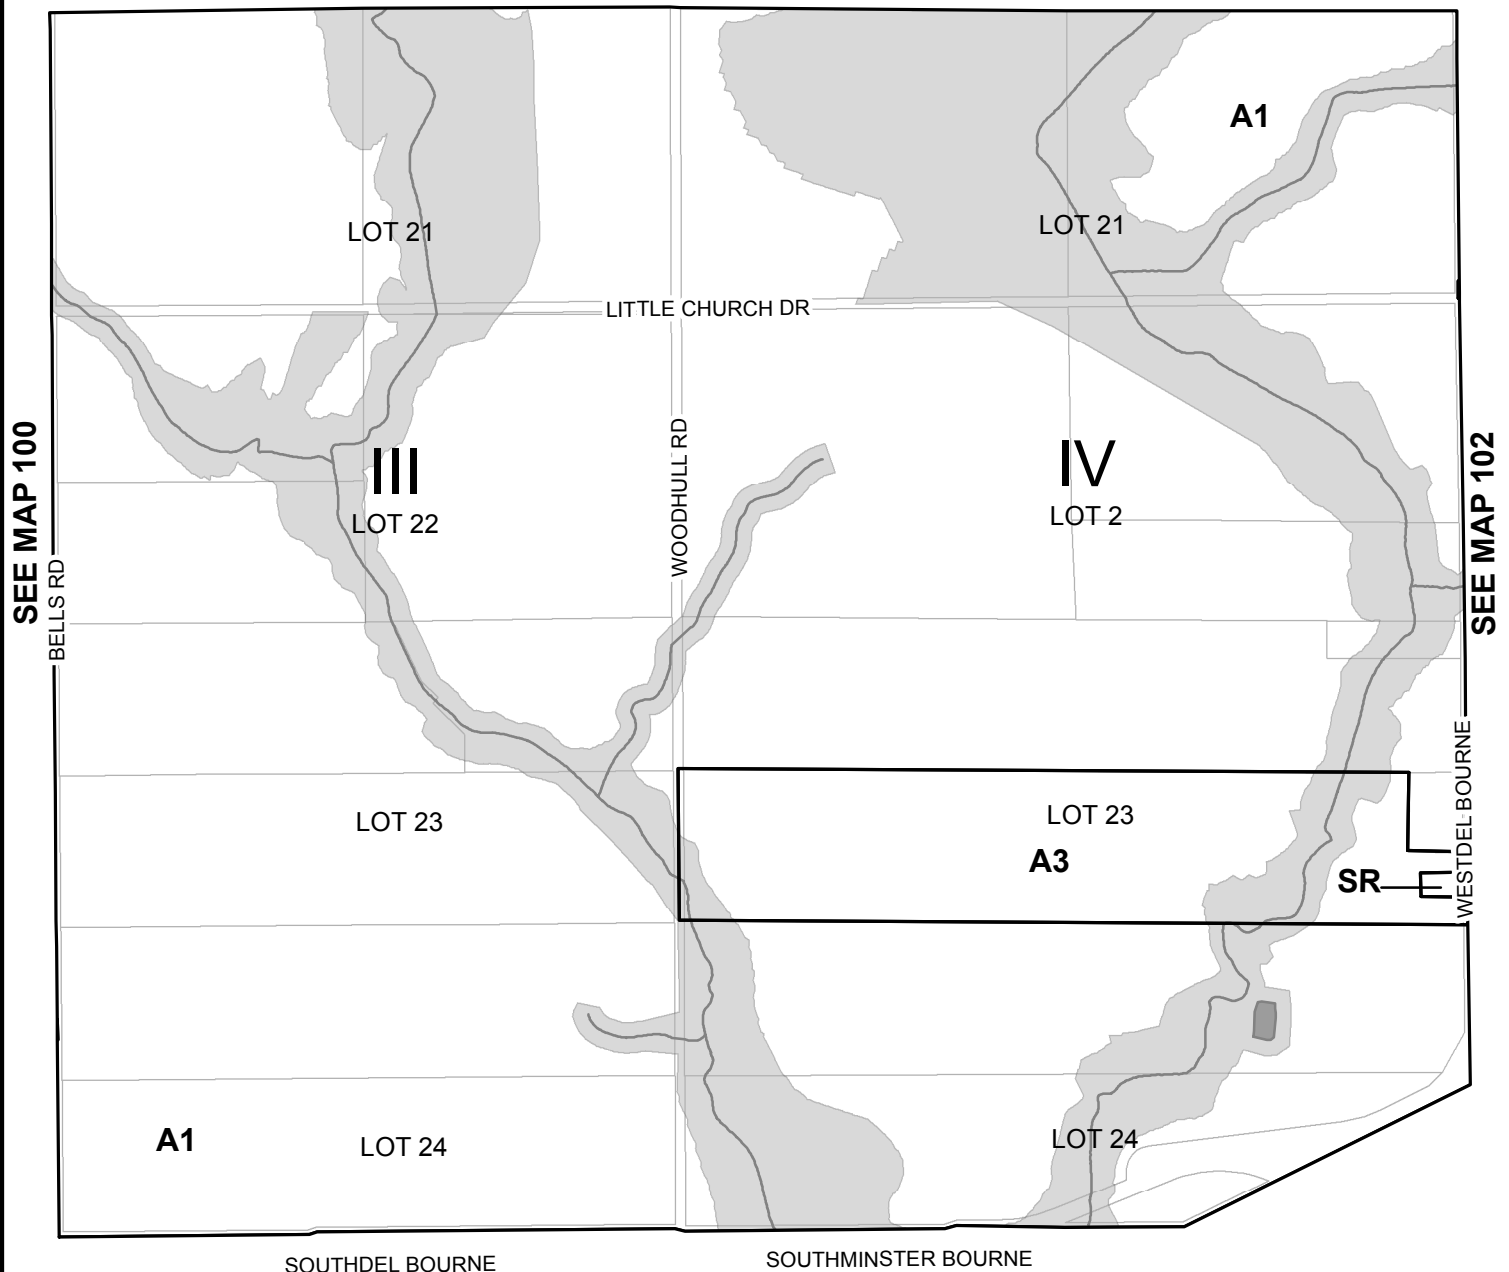 A1
LOT 21
LOT 21
LITTLE CHURCH DR
SEE MAP 100
BELLS RD
III
LOT 22
WOODHULL RD
IV
LOT 2
SEE MAP 102
LOT 23
LOT 23
A3
SR
WESTDEL BOURNE
A1
LOT 24
LOT 24
SOUTHDEL BOURNE
SOUTHMINSTER BOURNE